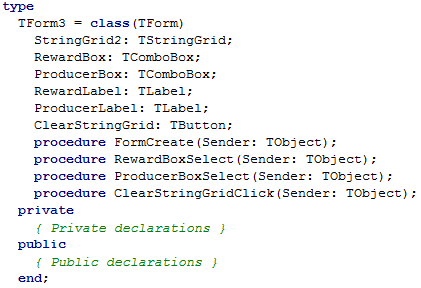 type
  TForm3 = class(TForm)
    StringGrid2: TStringGrid;
    RewardBox: TComboBox;
    ProducerBox: TComboBox;
    RewardLabel: TLabel;
    ProducerLabel: TLabel;
    ClearStringGrid: TButton;
    procedure FormCreate(Sender: TObject);
    procedure RewardBoxSelect(Sender: TObject);
    procedure ProducerBoxSelect(Sender: TObject);
    procedure ClearStringGridClick(Sender: TObject);
  private
    { Private declarations }
  public
    { Public declarations }
  end;